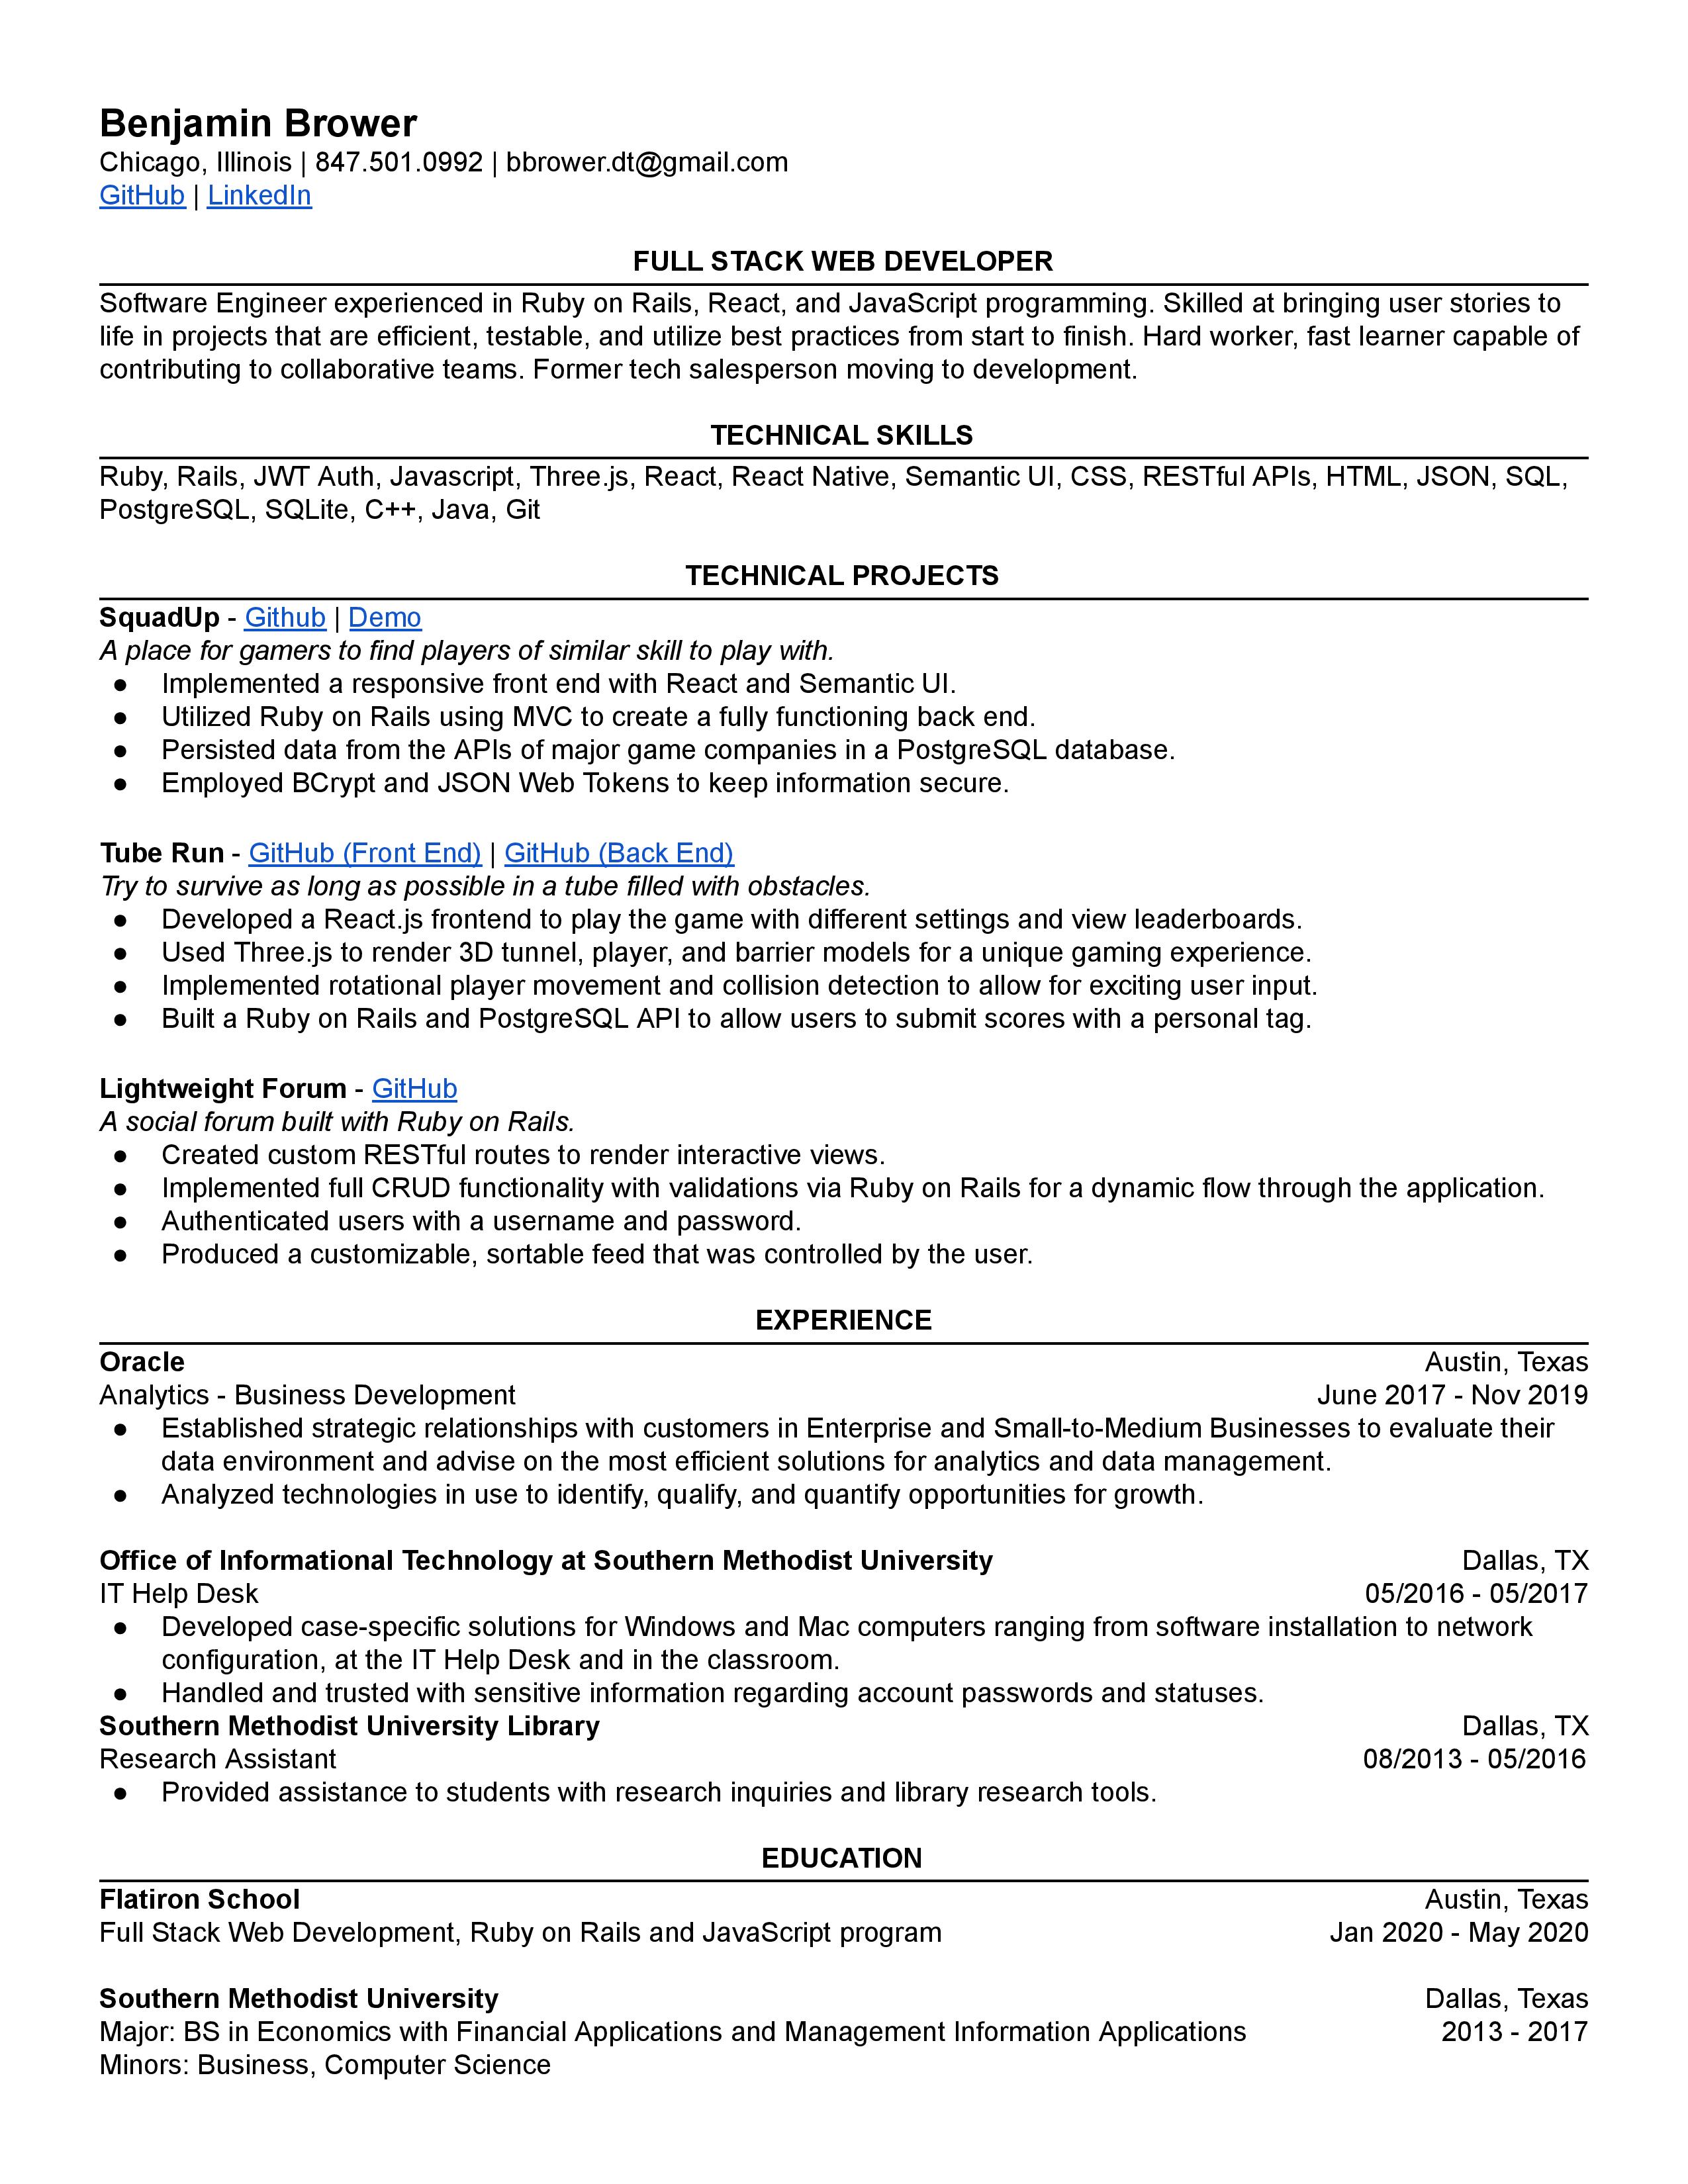 Benjamin Brower
Chicago, Illinois | 847.501.0992 | bbrower.dt@gmail.com
GitHub | LinkedIn
FULL STACK WEB DEVELOPER
Software Engineer experienced in Ruby on Rails, React, and JavaScript programming. Skilled at bringing user stories to
life in projects that are efficient, testable, and utilize best practices from start to finish. Hard worker, fast learner capable of
contributing to collaborative teams. Former tech salesperson moving to development.
TECHNICAL SKILLS
Ruby, Rails, JWT Auth, Javascript, Three.js, React, React Native, Semantic UI, CSS, RESTful APIs, HTML, JSON, SQL,
PostgreSQL, SQLite, C++, Java, Git
TECHNICAL PROJECTS
SquadUp - Github | Demo
A place for gamers to find players of similar skill to play with.
● Implemented a responsive front end with React and Semantic UI.
● Utilized Ruby on Rails using MVC to create a fully functioning back end.
● Persisted data from the APIs of major game companies in a PostgreSQL database.
● Employed BCrypt and JSON Web Tokens to keep information secure.
Tube Run - GitHub (Front End) | GitHub (Back End)
Try to survive as long as possible in a tube filled with obstacles.
● Developed a React.js frontend to play the game with different settings and view leaderboards.
● Used Three.js to render 3D tunnel, player, and barrier models for a unique gaming experience.
● Implemented rotational player movement and collision detection to allow for exciting user input.
● Built a Ruby on Rails and PostgreSQL API to allow users to submit scores with a personal tag.
Lightweight Forum - GitHub
A social forum built with Ruby on Rails.
● Created custom RESTful routes to render interactive views.
● Implemented full CRUD functionality with validations via Ruby on Rails for a dynamic flow through the application.
● Authenticated users with a username and password.
● Produced a customizable, sortable feed that was controlled by the user.
EXPERIENCE
Oracle Austin, Texas
Analytics - Business Development June 2017 - Nov 2019
● Established strategic relationships with customers in Enterprise and Small-to-Medium Businesses to evaluate their
data environment and advise on the most efficient solutions for analytics and data management.
● Analyzed technologies in use to identify, qualify, and quantify opportunities for growth.
Office of Informational Technology at Southern Methodist University Dallas, TX
IT Help Desk 05/2016 - 05/2017
● Developed case-specific solutions for Windows and Mac computers ranging from software installation to network
configuration, at the IT Help Desk and in the classroom.
● Handled and trusted with sensitive information regarding account passwords and statuses.
Southern Methodist University Library Dallas, TX
Research Assistant 08/2013 - 05/2016
● Provided assistance to students with research inquiries and library research tools.
EDUCATION
Flatiron School Austin, Texas
Full Stack Web Development, Ruby on Rails and JavaScript program Jan 2020 - May 2020
Southern Methodist University Dallas, Texas
Major: BS in Economics with Financial Applications and Management Information Applications 2013 - 2017
Minors: Business, Computer Science